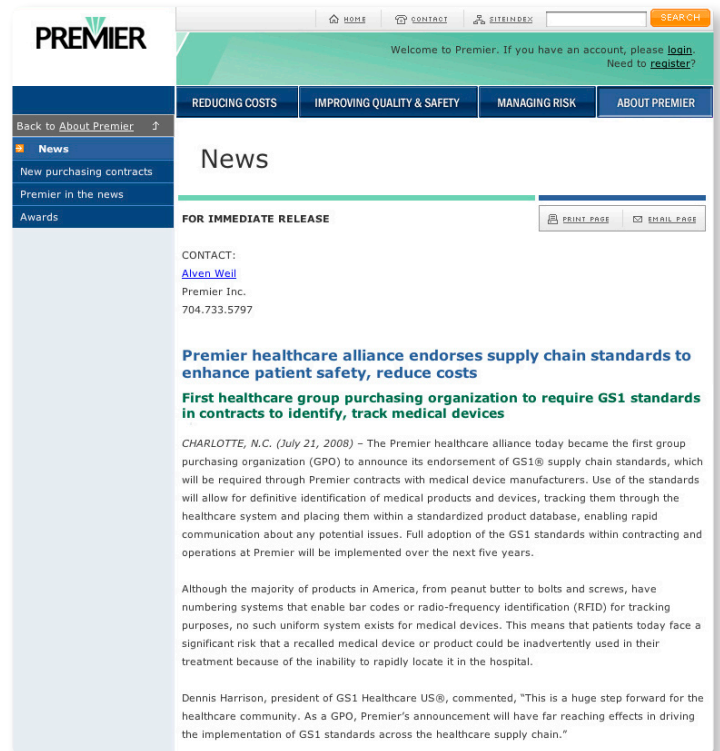 PREMIER
HOME
CONTACT
SITEINDEX
SEARCH
Welcome to Premier. If you have an account, please login.
Need to register?
REDUCING COSTS
IMPROVING QUALITY & SAFETY
MANAGING RISK
ABOUT PREMIER
Back to About Premier
News
New purchasing contracts
Premier in the news
Awards
News
FOR IMMEDIATE RELEASE
PRINT PAGE
EMAIL PAGE
CONTACT:
Alven Weil
Premier Inc.
704.733.5797
Premier healthcare alliance endorses supply chain standards to
enhance patient safety, reduce costs
First healthcare group purchasing organization to require GS1 standards
in contracts to identify, track medical devices
CHARLOTTE, N.C. (July 21, 2008) – The Premier healthcare alliance today became the first group
purchasing organization (GPO) to announce its endorsement of GS1® supply chain standards, which
will be required through Premier contracts with medical device manufacturers. Use of the standards
will allow for definitive identification of medical products and devices, tracking them through the
healthcare system and placing them within a standardized product database, enabling rapid
communication about any potential issues. Full adoption of the GS1 standards within contracting and
operations at Premier will be implemented over the next five years.
Although the majority of products in America, from peanut butter to bolts and screws, have
numbering systems that enable bar codes or radio-frequency identification (RFID) for tracking
purposes, no such uniform system exists for medical devices. This means that patients today face a
significant risk that a recalled medical device or product could be inadvertently used in their
treatment because of the inability to rapidly locate it in the hospital.
Dennis Harrison, president of GS1 Healthcare US®, commented, “This is a huge step forward for the
healthcare community. As a GPO, Premier’s announcement will have far reaching effects in driving
the implementation of GS1 standards across the healthcare supply chain.”